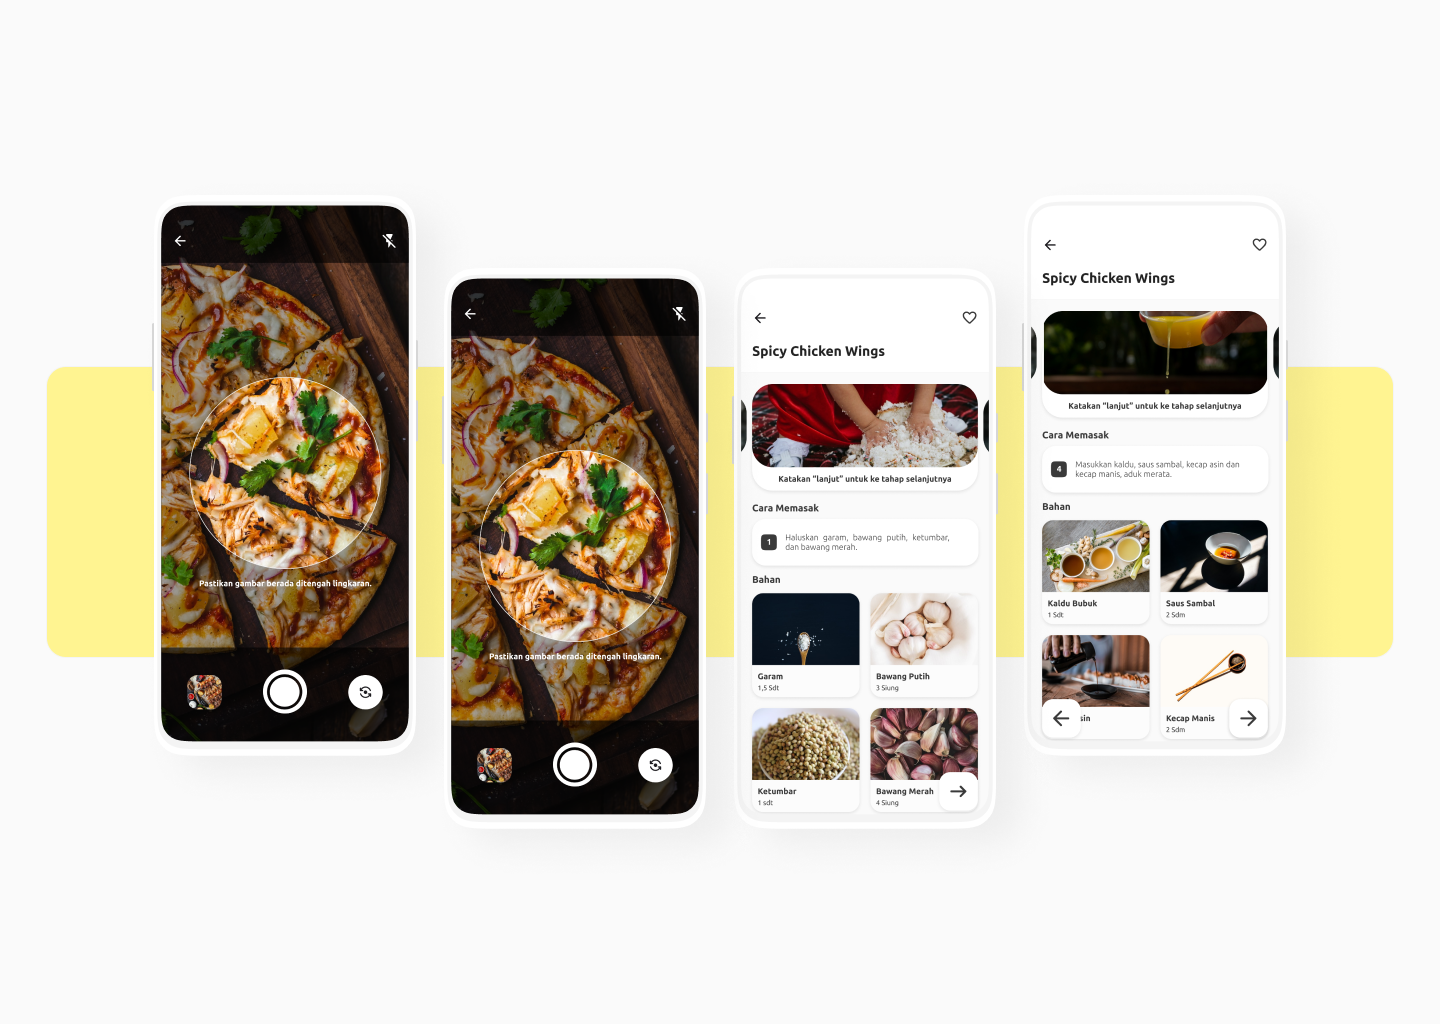 Pastikan gambar berada ditengah lingkaran.
Pastikan gambar berada ditengah lingkaran.
Spicy Chicken Wings
Katakan "lanjut" untuk ke tahap selanjutnya
Cara Memasak
1
Haluskan garam, bawang putih, ketumbar,
dan bawang merah.
Bahan
Garam
1,5 Sdt
Bawang Putih
3 Siung
Ketumbar
1 sdt
Bawang Merah
4 Siung
Spicy Chicken Wings
Katakan "lanjut" untuk ke tahap selanjutnya
Cara Memasak
4
Masukkan kaldu, saus sambal, kecap asin dan
kecap manis, aduk merata.
Bahan
Kaldu Bubuk
1 Sdt
Saus Sambal
2 Sdm
sin
Kecap Manis
2 Sdm